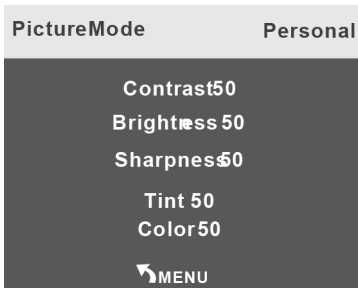 PictureMode Personal
Contrast50
Brightness 50
Sharpness50
Tint 50
Color50
MENU